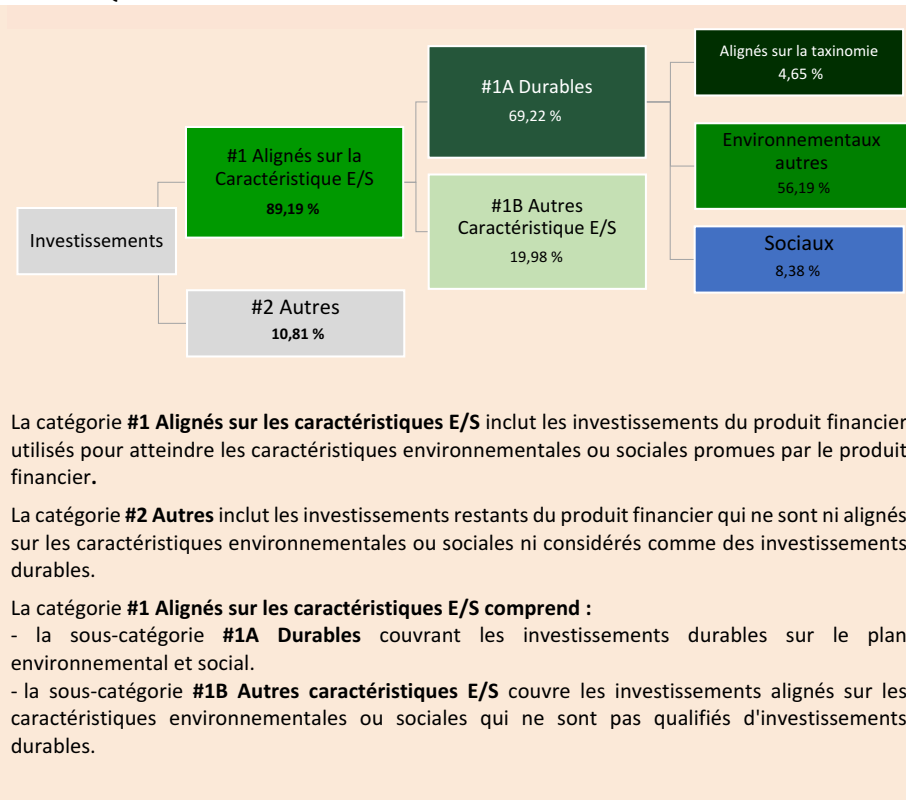 Alignés sur la taxinomie
4,65 %
#1A Durables
69,22 %
Environnementaux
autres
56,19 %
#1 Alignés sur la
Caractéristique E/S
89,19 %
#1B Autres
Caractéristique E/S
19,98 %
Sociaux
8,38 %
Investissements
#2 Autres
10,81 %
La catégorie #1 Alignés sur les caractéristiques E/S inclut les investissements du produit financier
utilisés pour atteindre les caractéristiques environnementales ou sociales promues par le produit
financier.
La catégorie #2 Autres inclut les investissements restants du produit financier qui ne sont ni alignés
sur les caractéristiques environnementales ou sociales ni considérés comme des investissements
durables.
La catégorie #1 Alignés sur les caractéristiques E/S comprend :
- la sous-catégorie #1A Durables couvrant les investissements durables sur le plan
environnemental et social.
- la sous-catégorie #1B Autres caractéristiques E/S couvre les investissements alignés sur les
caractéristiques environnementales ou sociales qui ne sont pas qualifiés d'investissements
durables.